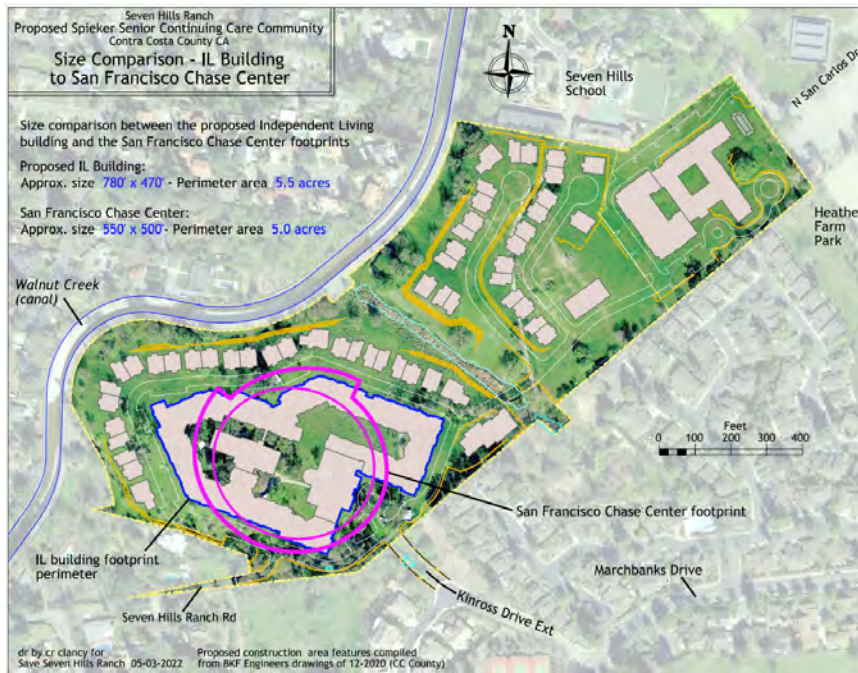 Seven Hills Ranch
Proposed Spieker Senior Continuing Care Community
Contra Costa County CA
Size Comparison - IL Building
to San Francisco Chase Center
Size comparison between the proposed Independent Living
building and the San Francisco Chase Center footprints
Proposed IL Building:
Approx. size 780' x 470' - Perimeter area 5.5 acres
San Francisco Chase Center:
Approx. size 550' x 500'- Perimeter area 5.0 acres
N
Seven Hills
School
N San Carlos Dr
Heather
Farm
Park
Walnut Creek
(canal)
Feet
0 100 200 300 400
San Francisco Chase Center footprint
IL building footprint
perimeter
Marchbanks Drive
Kinross Drive Ext
Seven Hills Ranch Rd
dr by cr clancy for
Save Seven Hills Ranch 05-03-2022
Proposed construction area features compiled
from BKF Engineers drawings of 12-2020 (CC County)